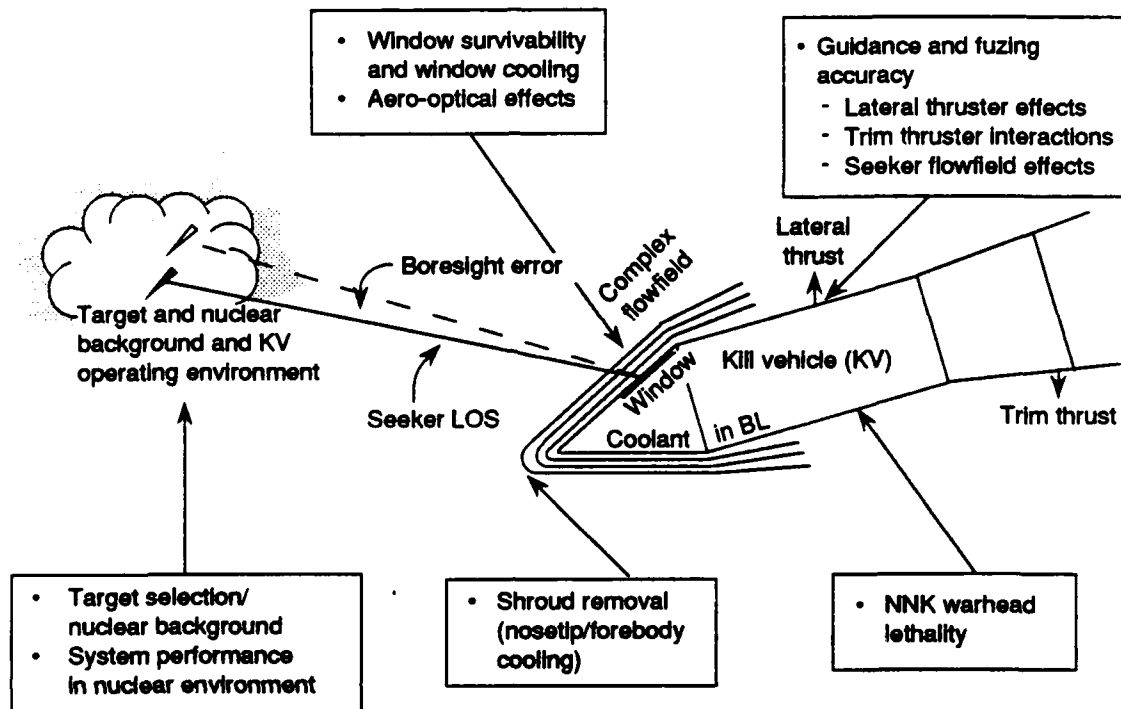 • Window survivability
and window cooling
• Aero-optical effects
• Guidance and fuzing
accuracy
- Lateral thruster effects
- Trim thruster interactions
- Seeker flowfield effects
Lateral
thrust
Complex
flowfield
Boresight error
Target and nuclear
background and KV
operating environment
Window
Kill vehicle (KV)
Seeker LOS
Coolant
in BL
Trim thrust
• Target selection/
nuclear background
• System performance
in nuclear environment
• Shroud removal
(nosetip/forebody
cooling)
• NNK warhead
lethality